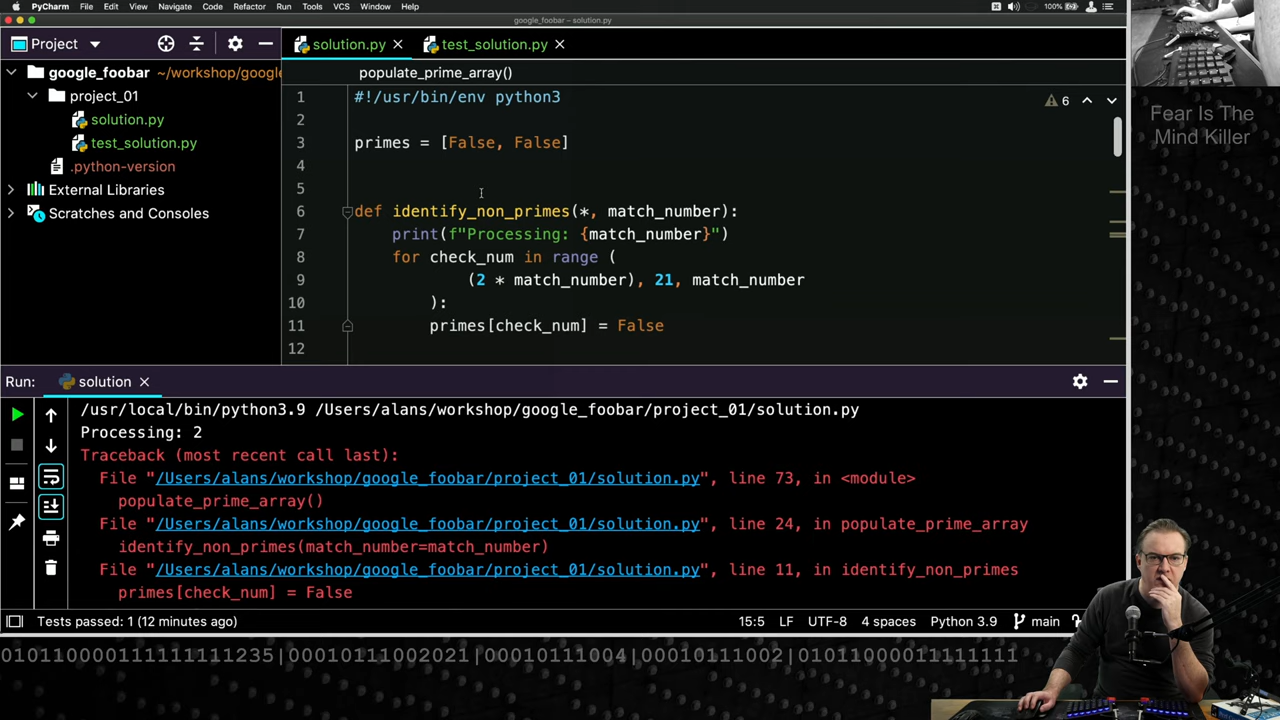 PyCharm File Edit View Navigate Code Refactor Run Tools VCS Window Help 100%
google_foobar – solution.py
Project
solution.py test_solution.py
google_foobar ~/workshop/google
populate_prime_array()
project_01
solution.py
test_solution.py
.python-version
External Libraries
Scratches and Consoles
6
1 #!/usr/bin/env python3
2
3 primes = [False, False]
4
5
6 def identify_non_primes(*, match_number):
7 print(f"Processing: {match_number}")
8 for check_num in range (
9 (2 * match_number), 21, match_number
10 ):
11 primes[check_num] = False
12
Fear Is The
Mind Killer
Run: solution
/usr/local/bin/python3.9 /Users/alans/workshop/google_foobar/project_01/solution.py
Processing: 2
Traceback (most recent call last):
File "/Users/alans/workshop/google_foobar/project_01/solution.py", line 73, in <module>
populate_prime_array()
File "/Users/alans/workshop/google_foobar/project_01/solution.py", line 24, in populate_prime_array
identify_non_primes(match_number=match_number)
File "/Users/alans/workshop/google_foobar/project_01/solution.py", line 11, in identify_non_primes
primes[check_num] = False
Tests passed: 1 (12 minutes ago) 15:5 LF UTF-8 4 spaces Python 3.9 main